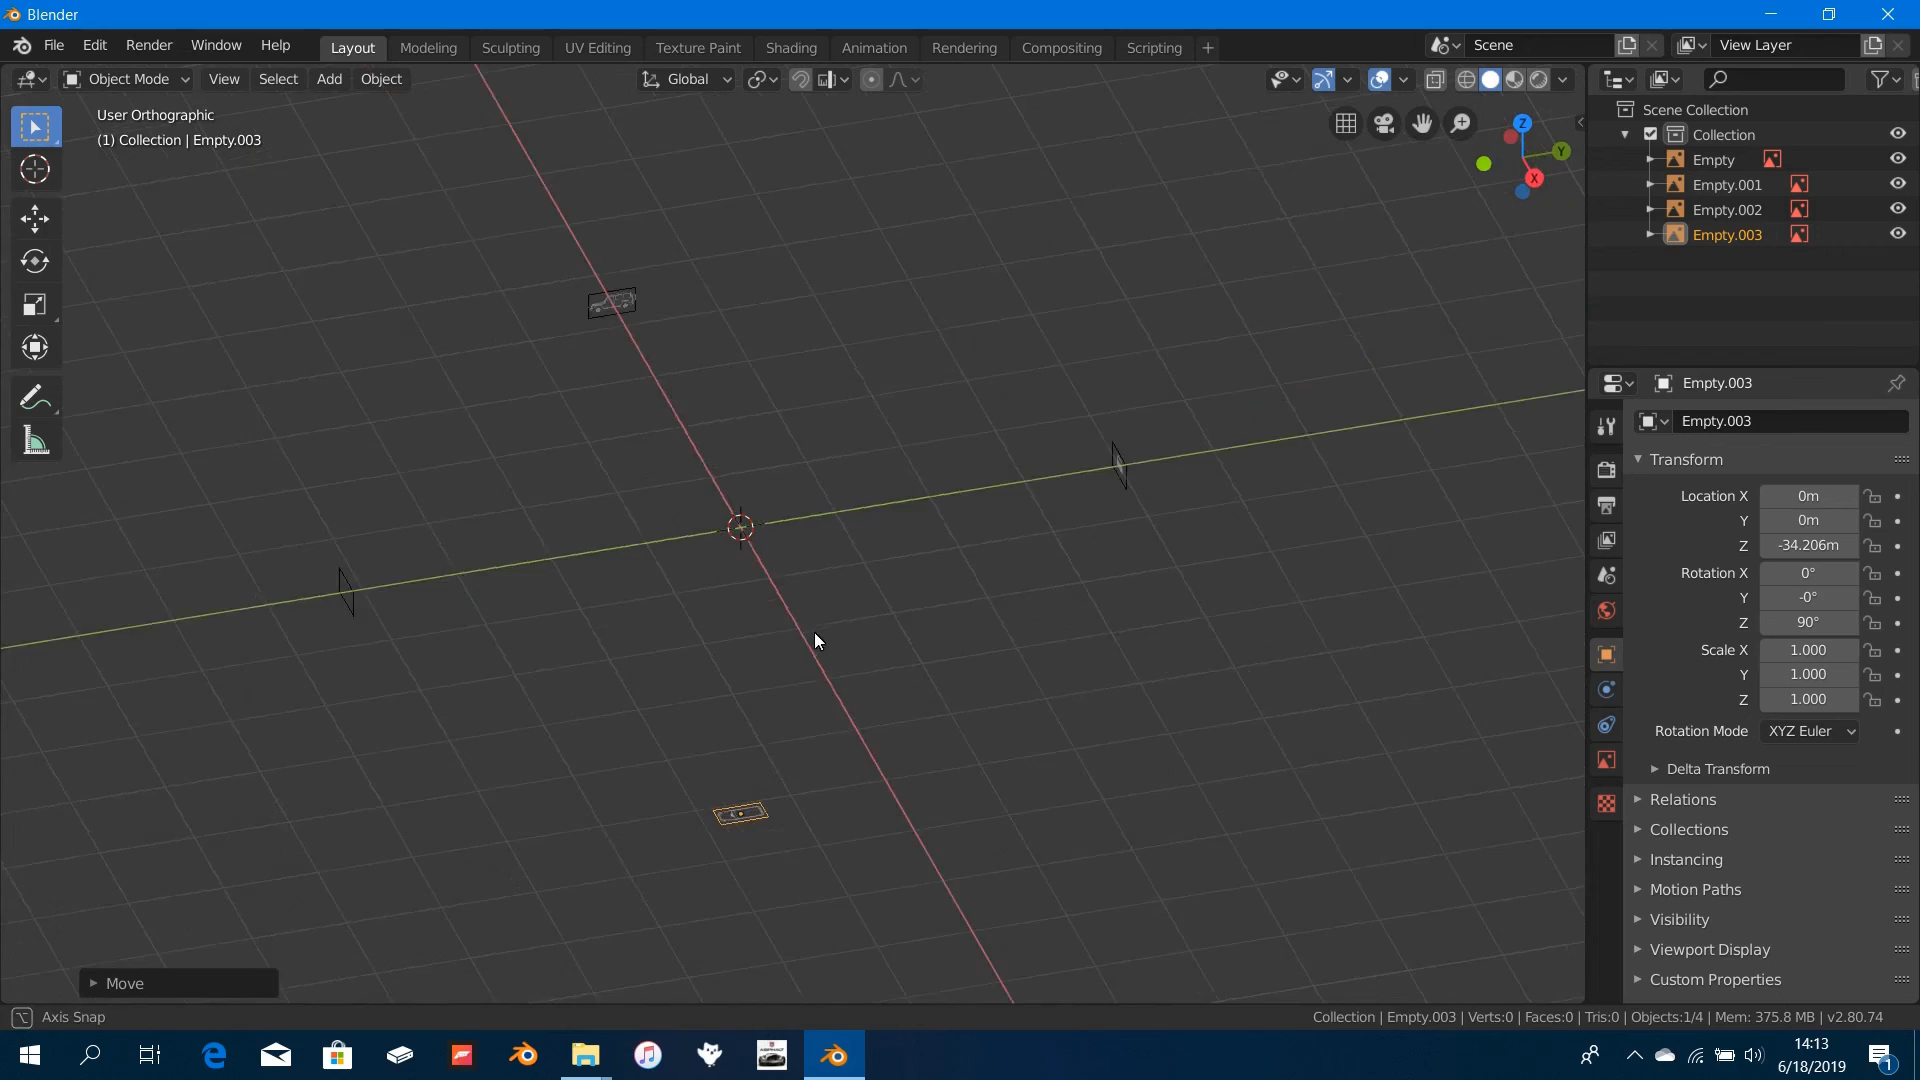 Blender
File Edit Render Window Help Layout Modeling Sculpting UV Editing Texture Paint Shading Animation Rendering Compositing Scripting + Scene View Layer
Object Mode View Select Add Object Global
User Orthographic
(1) Collection | Empty.003
Z
Y
X
Scene Collection
Collection
Empty
Empty.001
Empty.002
Empty.003
Empty.003
Empty.003
Transform
Location X 0m
Y 0m
Z -34.206m
Rotation X 0°
Y -0°
Z 90°
Scale X 1.000
Y 1.000
Z 1.000
Rotation Mode XYZ Euler
Delta Transform
Relations
Collections
Instancing
Motion Paths
Visibility
Viewport Display
Custom Properties
Move
Axis Snap
Collection | Empty.003 | Verts:0 | Faces:0 | Tris:0 | Objects:1/4 | Mem: 375.8 MB | v2.80.74
14:13
6/18/2019
1